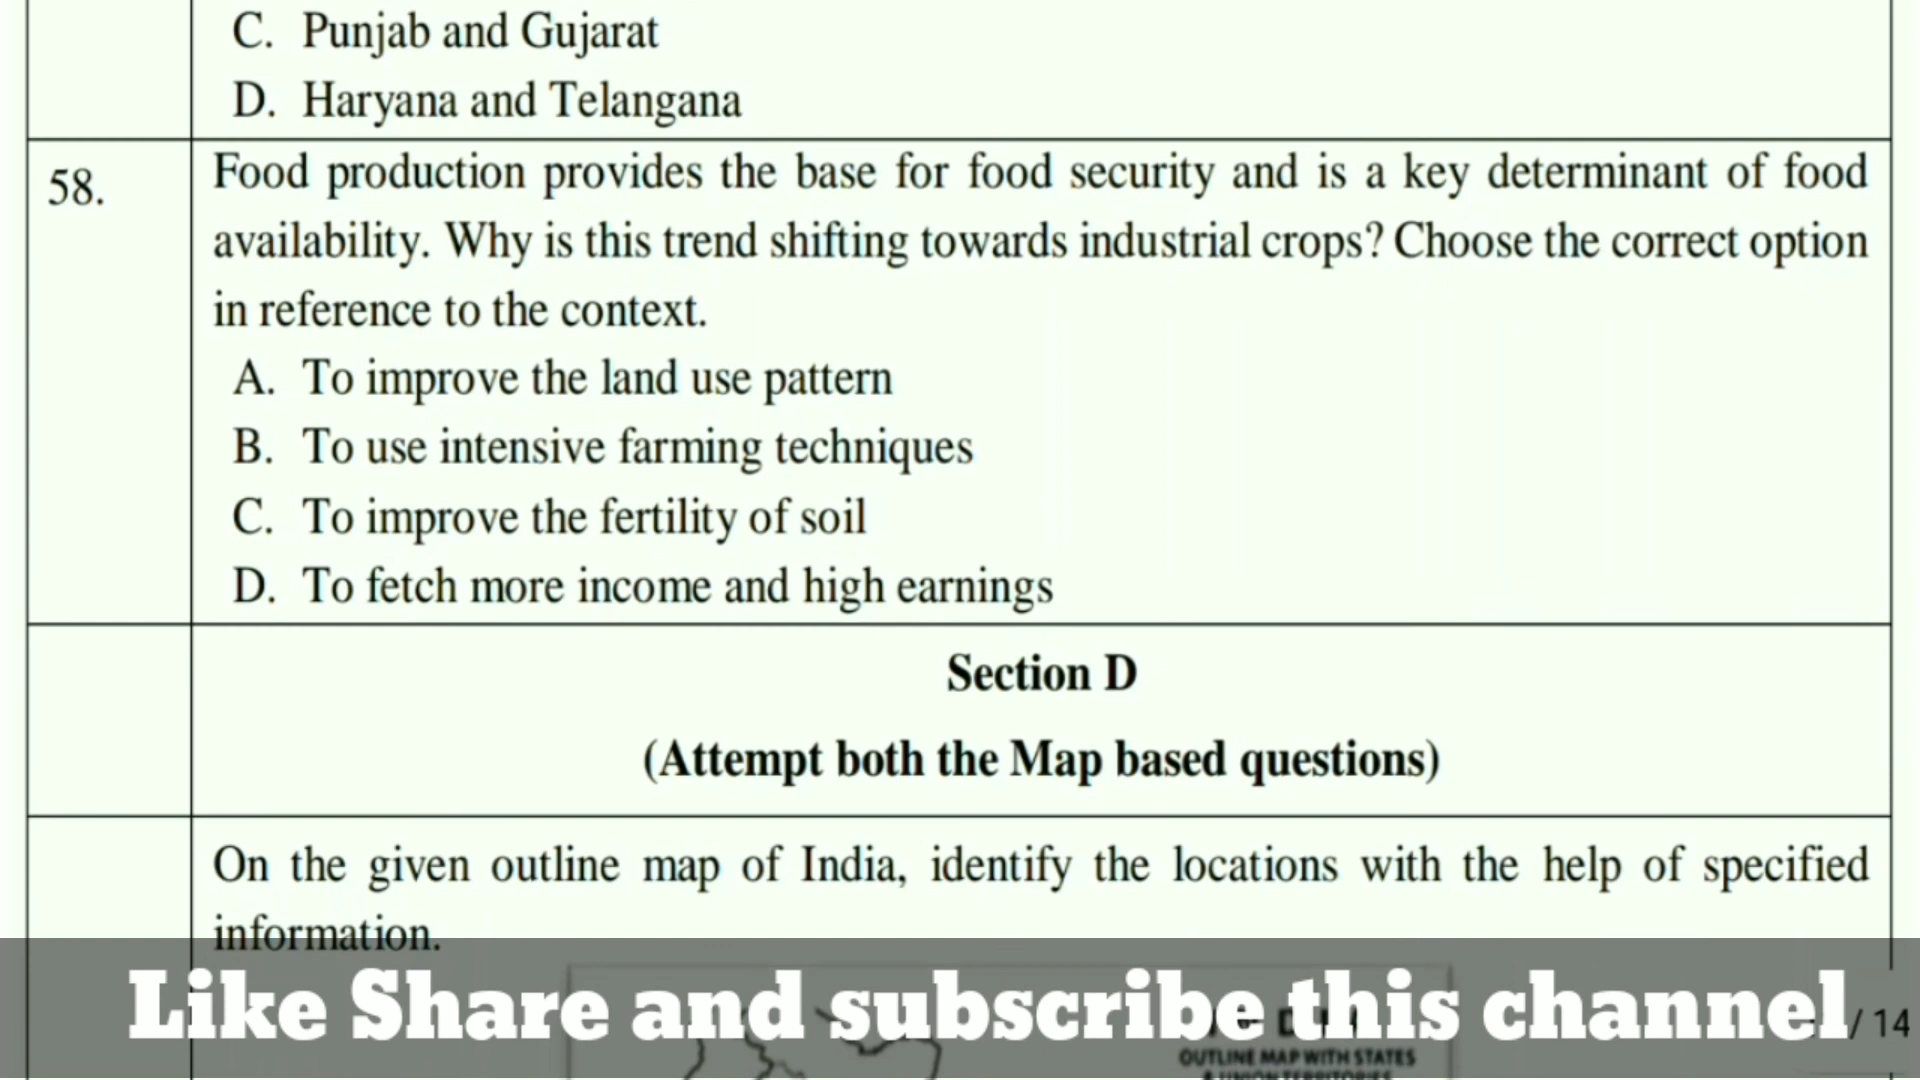 C. Punjab and Gujarat
D. Haryana and Telangana
58.
Food production provides the base for food security and is a key determinant of food
availability. Why is this trend shifting towards industrial crops? Choose the correct option
in reference to the context.
A. To improve the land use pattern
B. To use intensive farming techniques
C. To improve the fertility of soil
D. To fetch more income and high earnings
Section D
(Attempt both the Map based questions)
On the given outline map of India, identify the locations with the help of specified
information.
Like Share and subscribe this channel
/ 14
OUTLINE MAP WITH STATES
& UNION TERRITORIES